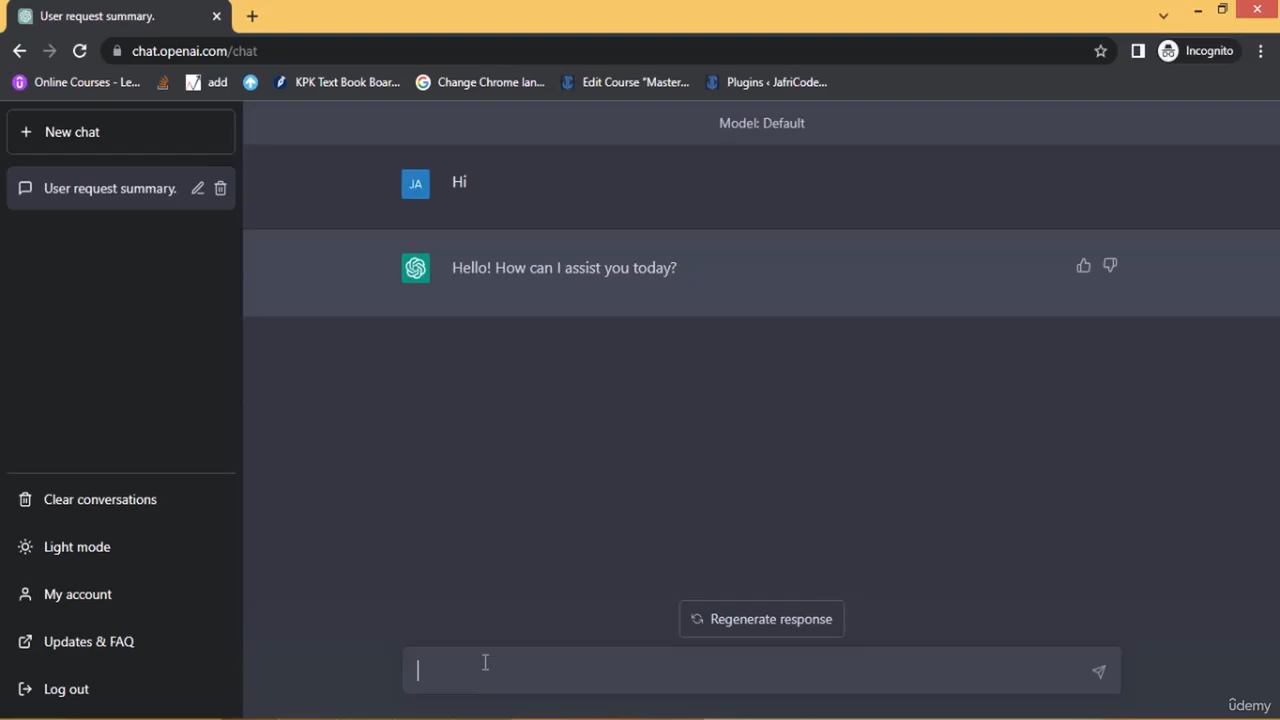 User request summary.
chat.openai.com/chat
Incognito
Online Courses - Le...
add
KPK Text Book Boar...
Change Chrome lan...
Edit Course "Master...
Plugins ‹ JafriCode...
New chat
Model: Default
User request summary.
JA
Hi
Hello! How can I assist you today?
Clear conversations
Light mode
My account
Regenerate response
Updates & FAQ
Log out
ûdemy